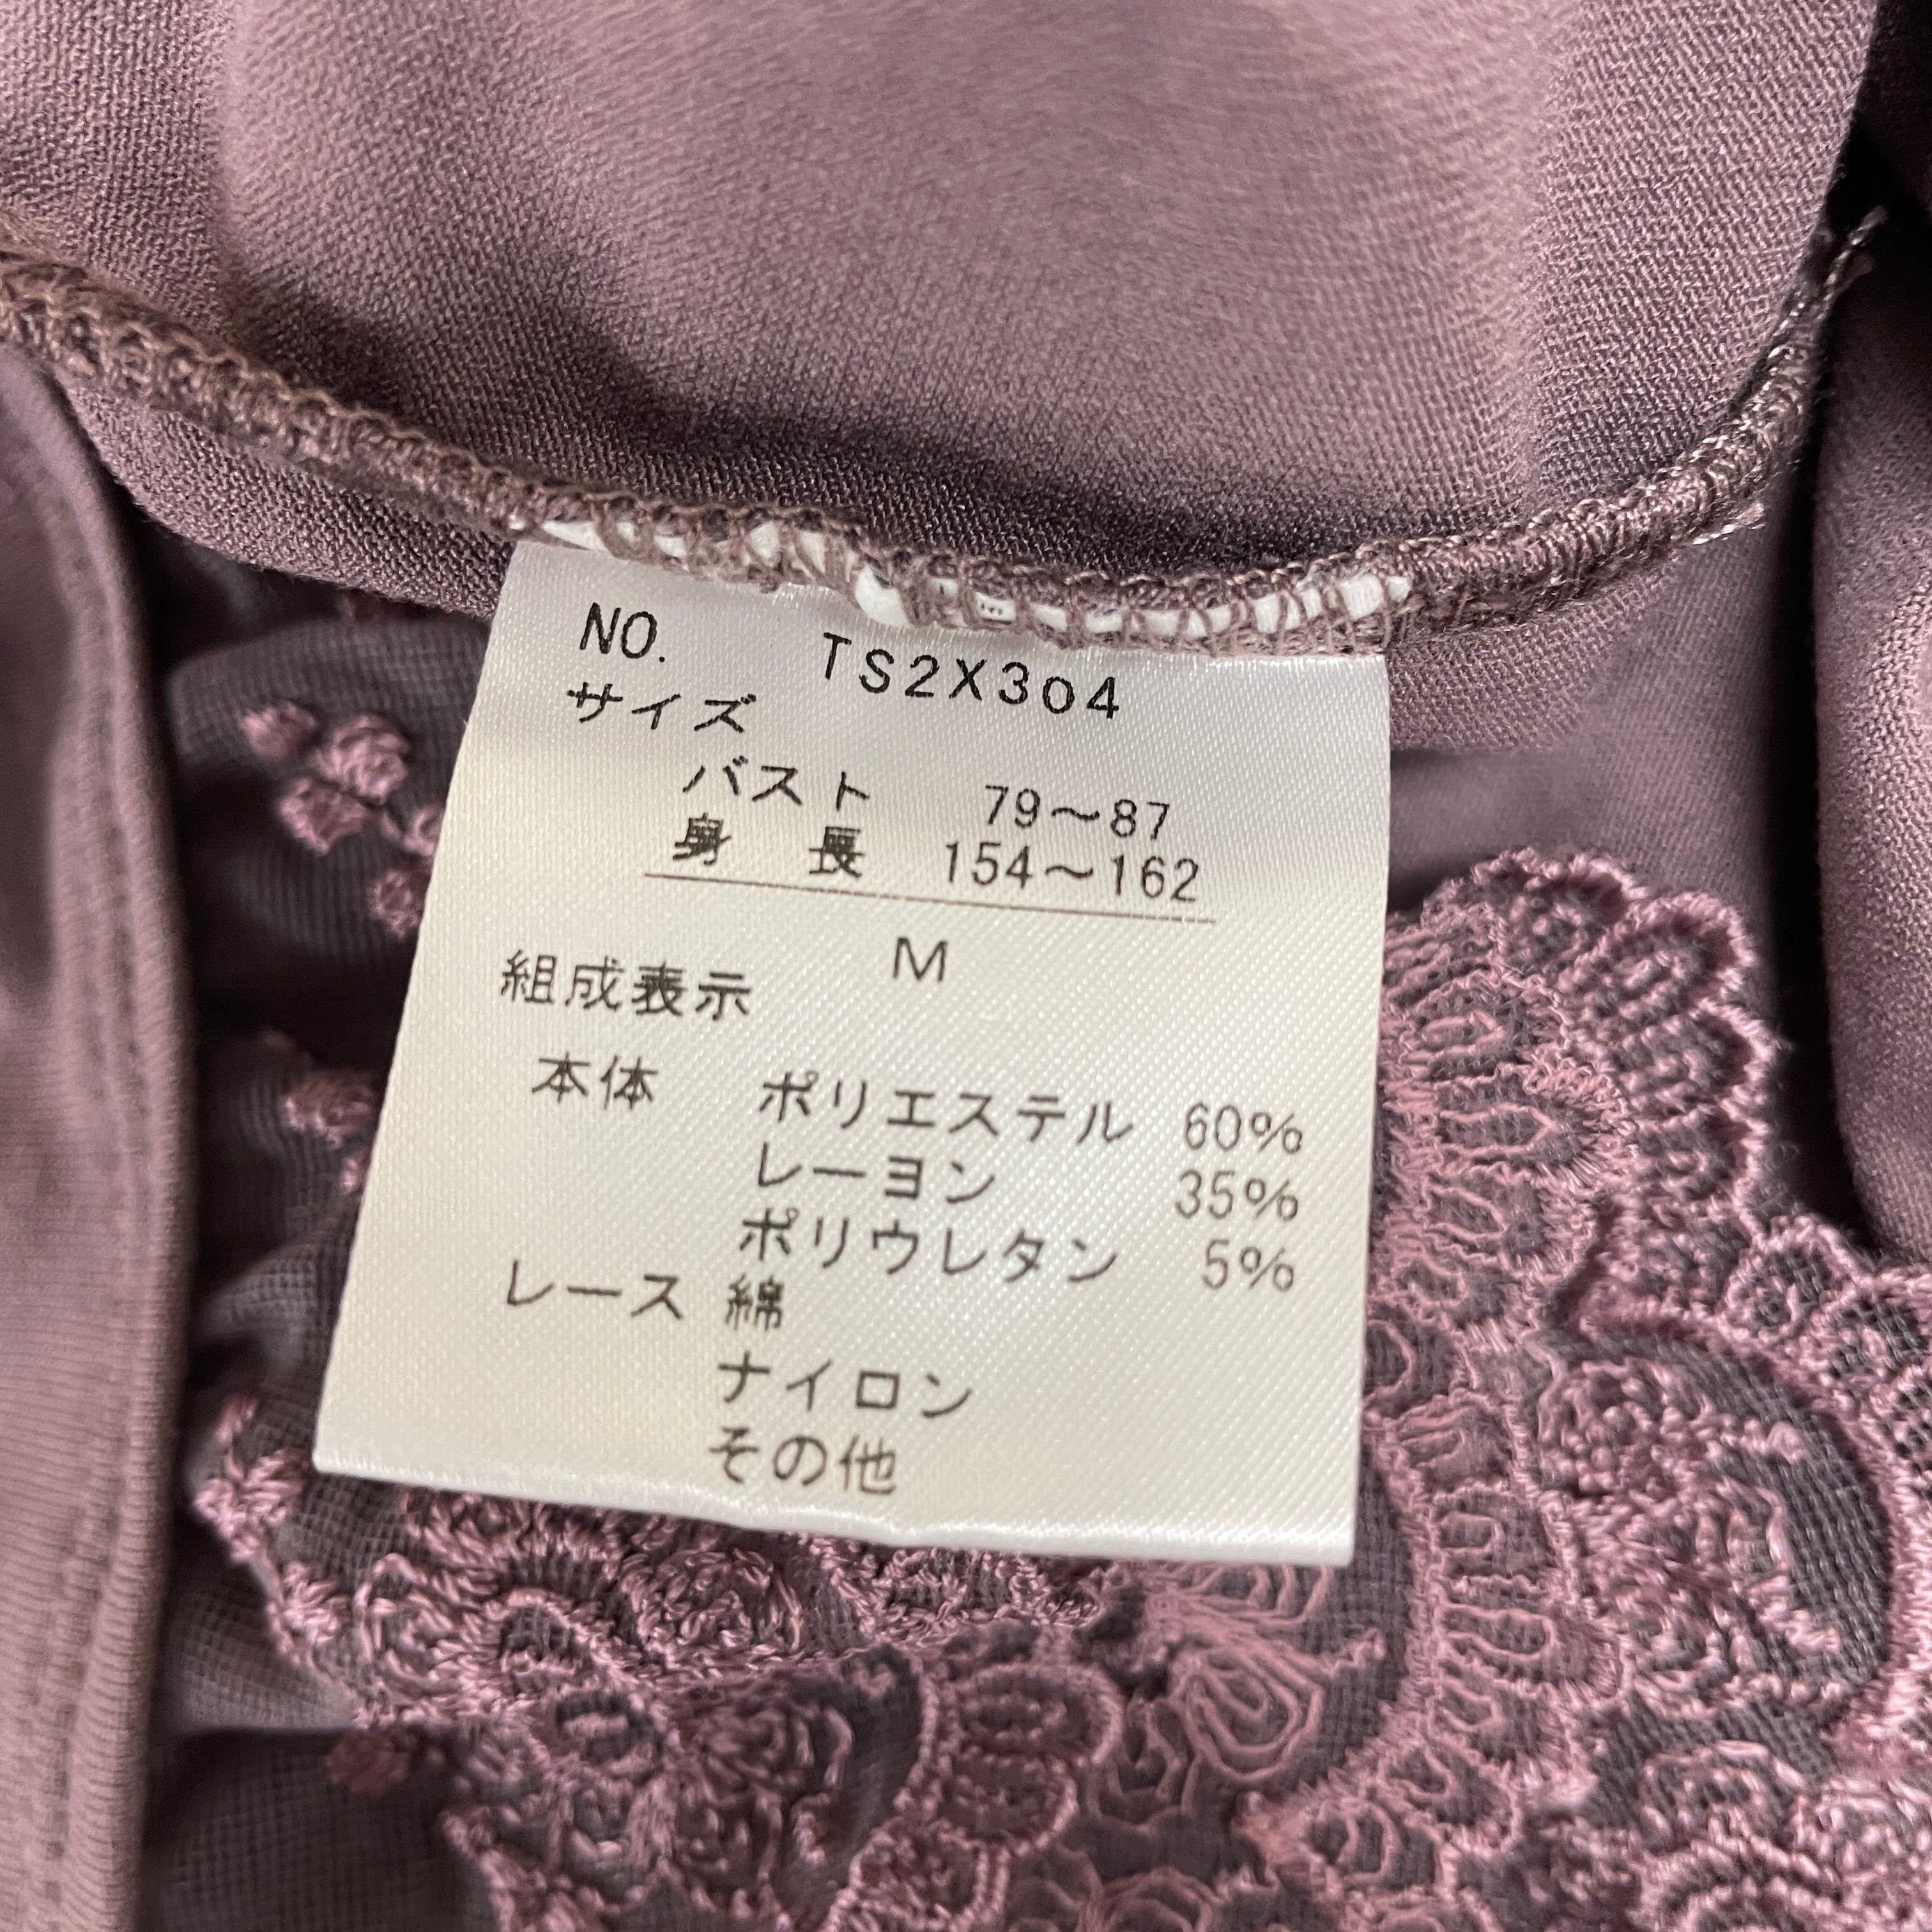 NO. TS2X304
サイズ
バスト 79～87
身長 154～162
M
組成表示
本体 ポリエステル 60%
レーヨン 35%
ポリウレタン 5%
レース 綿
ナイロン
その他